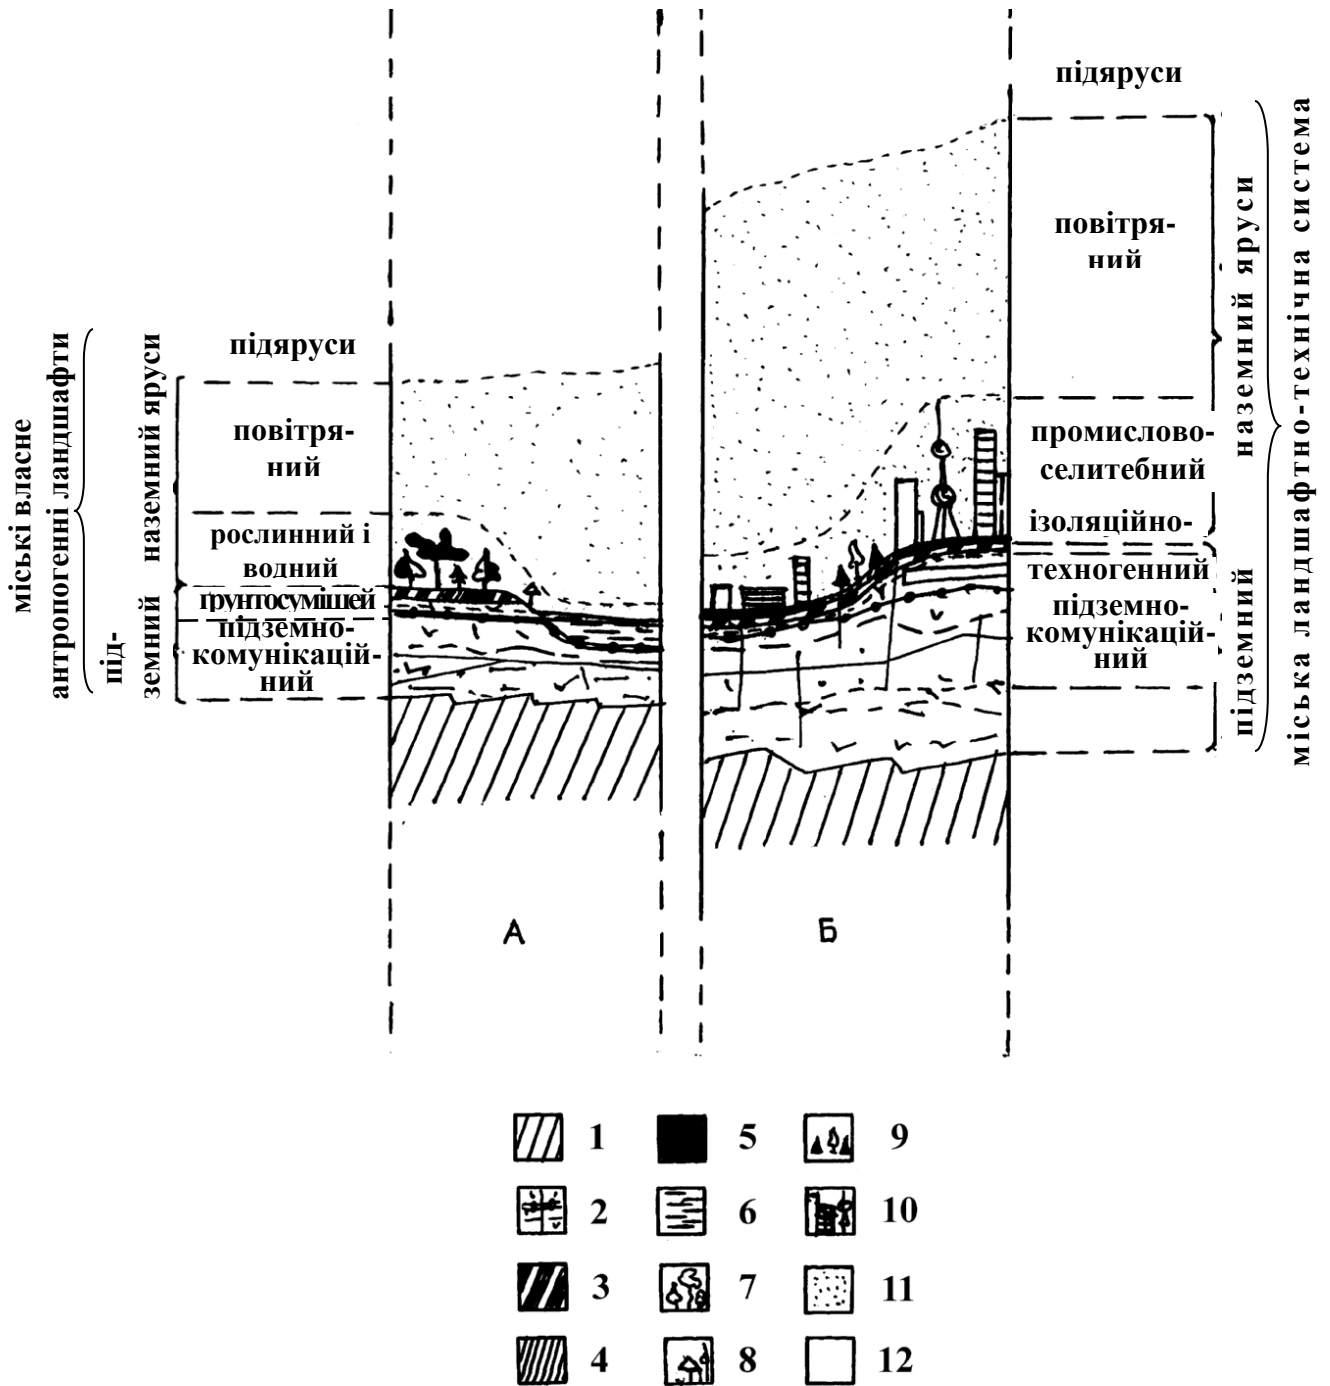 підяруси
повітря-
ний
промислово-
селитебний
ізоляційно-
техногенний
підземно-
комунікацій-
ний
наземний яруси
підземний
міська ландшафтно-технічна система
міські власне
антропогенні ландшафти
наземний яруси
під-
земний
підяруси
повітря-
ний
рослинний і
водний
ґрунтосумішей
підземно-
комунікацій-
ний
А
Б
1
5
9
2
6
10
3
7
11
4
8
12